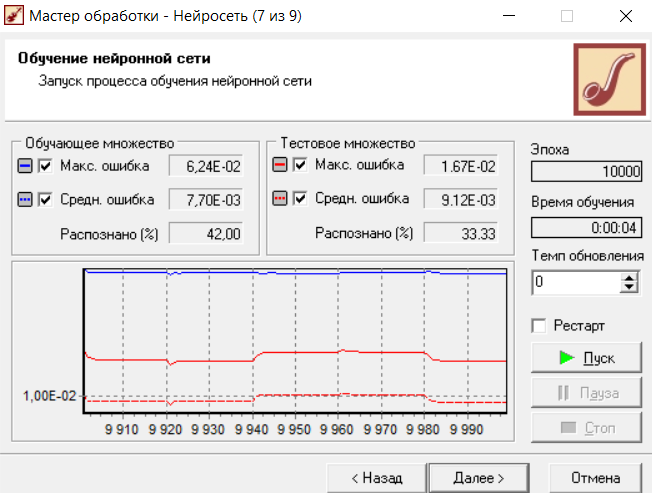 Мастер обработки - Нейросеть (7 из 9)
Обучение нейронной сети
Запуск процесса обучения нейронной сети
Обучающее множество
Макс. ошибка 6,24E-02
Средн. ошибка 7,70E-03
Распознано (%) 42,00
Тестовое множество
Макс. ошибка 1.67E-02
Средн. ошибка 9.12E-03
Распознано (%) 33.33
Эпоха
10000
Время обучения
0:00:04
Темп обновления
0
Рестарт
Пуск
Пауза
Стоп
1,00E-02
9 910 9 920 9 930 9 940 9 950 9 960 9 970 9 980 9 990
< Назад Далее > Отмена